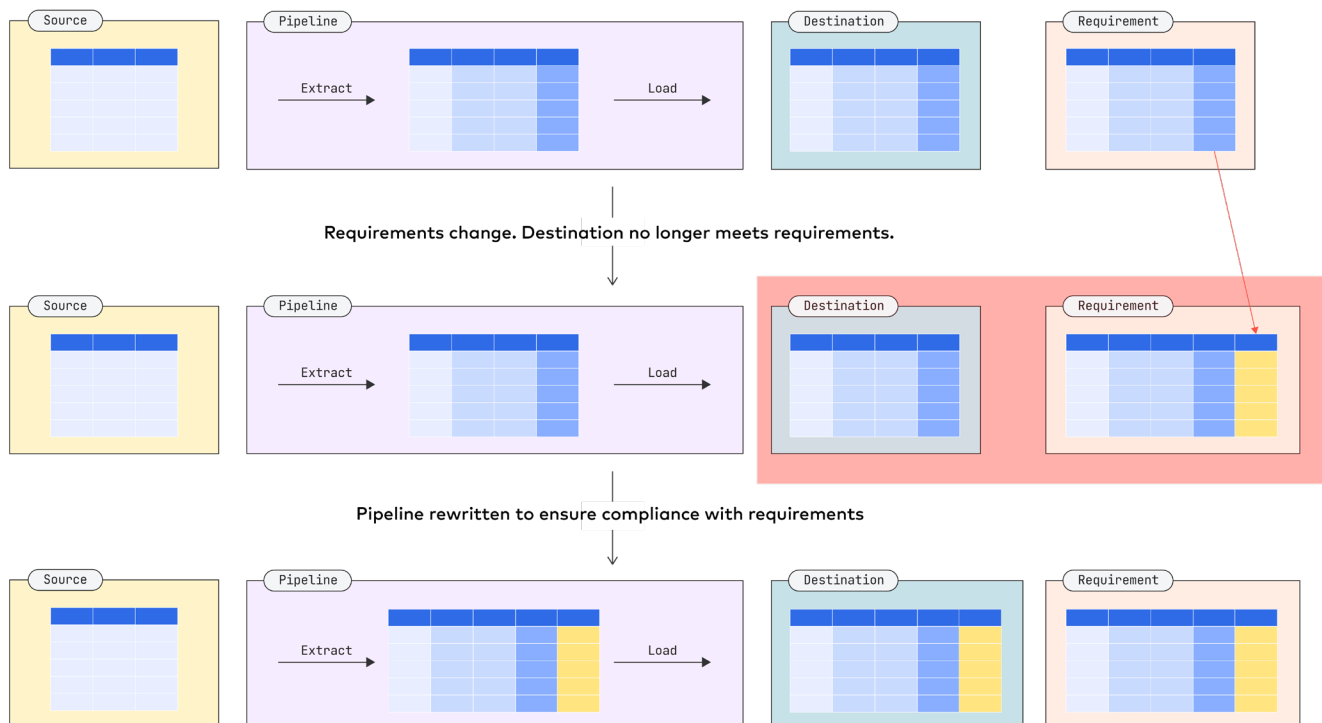 Source
Pipeline
Destination
Requirement
Extract
Load
Requirements change. Destination no longer meets requirements.
Source
Pipeline
Destination
Requirement
Extract
Load
Pipeline rewritten to ensure compliance with requirements
Source
Pipeline
Destination
Requirement
Extract
Load